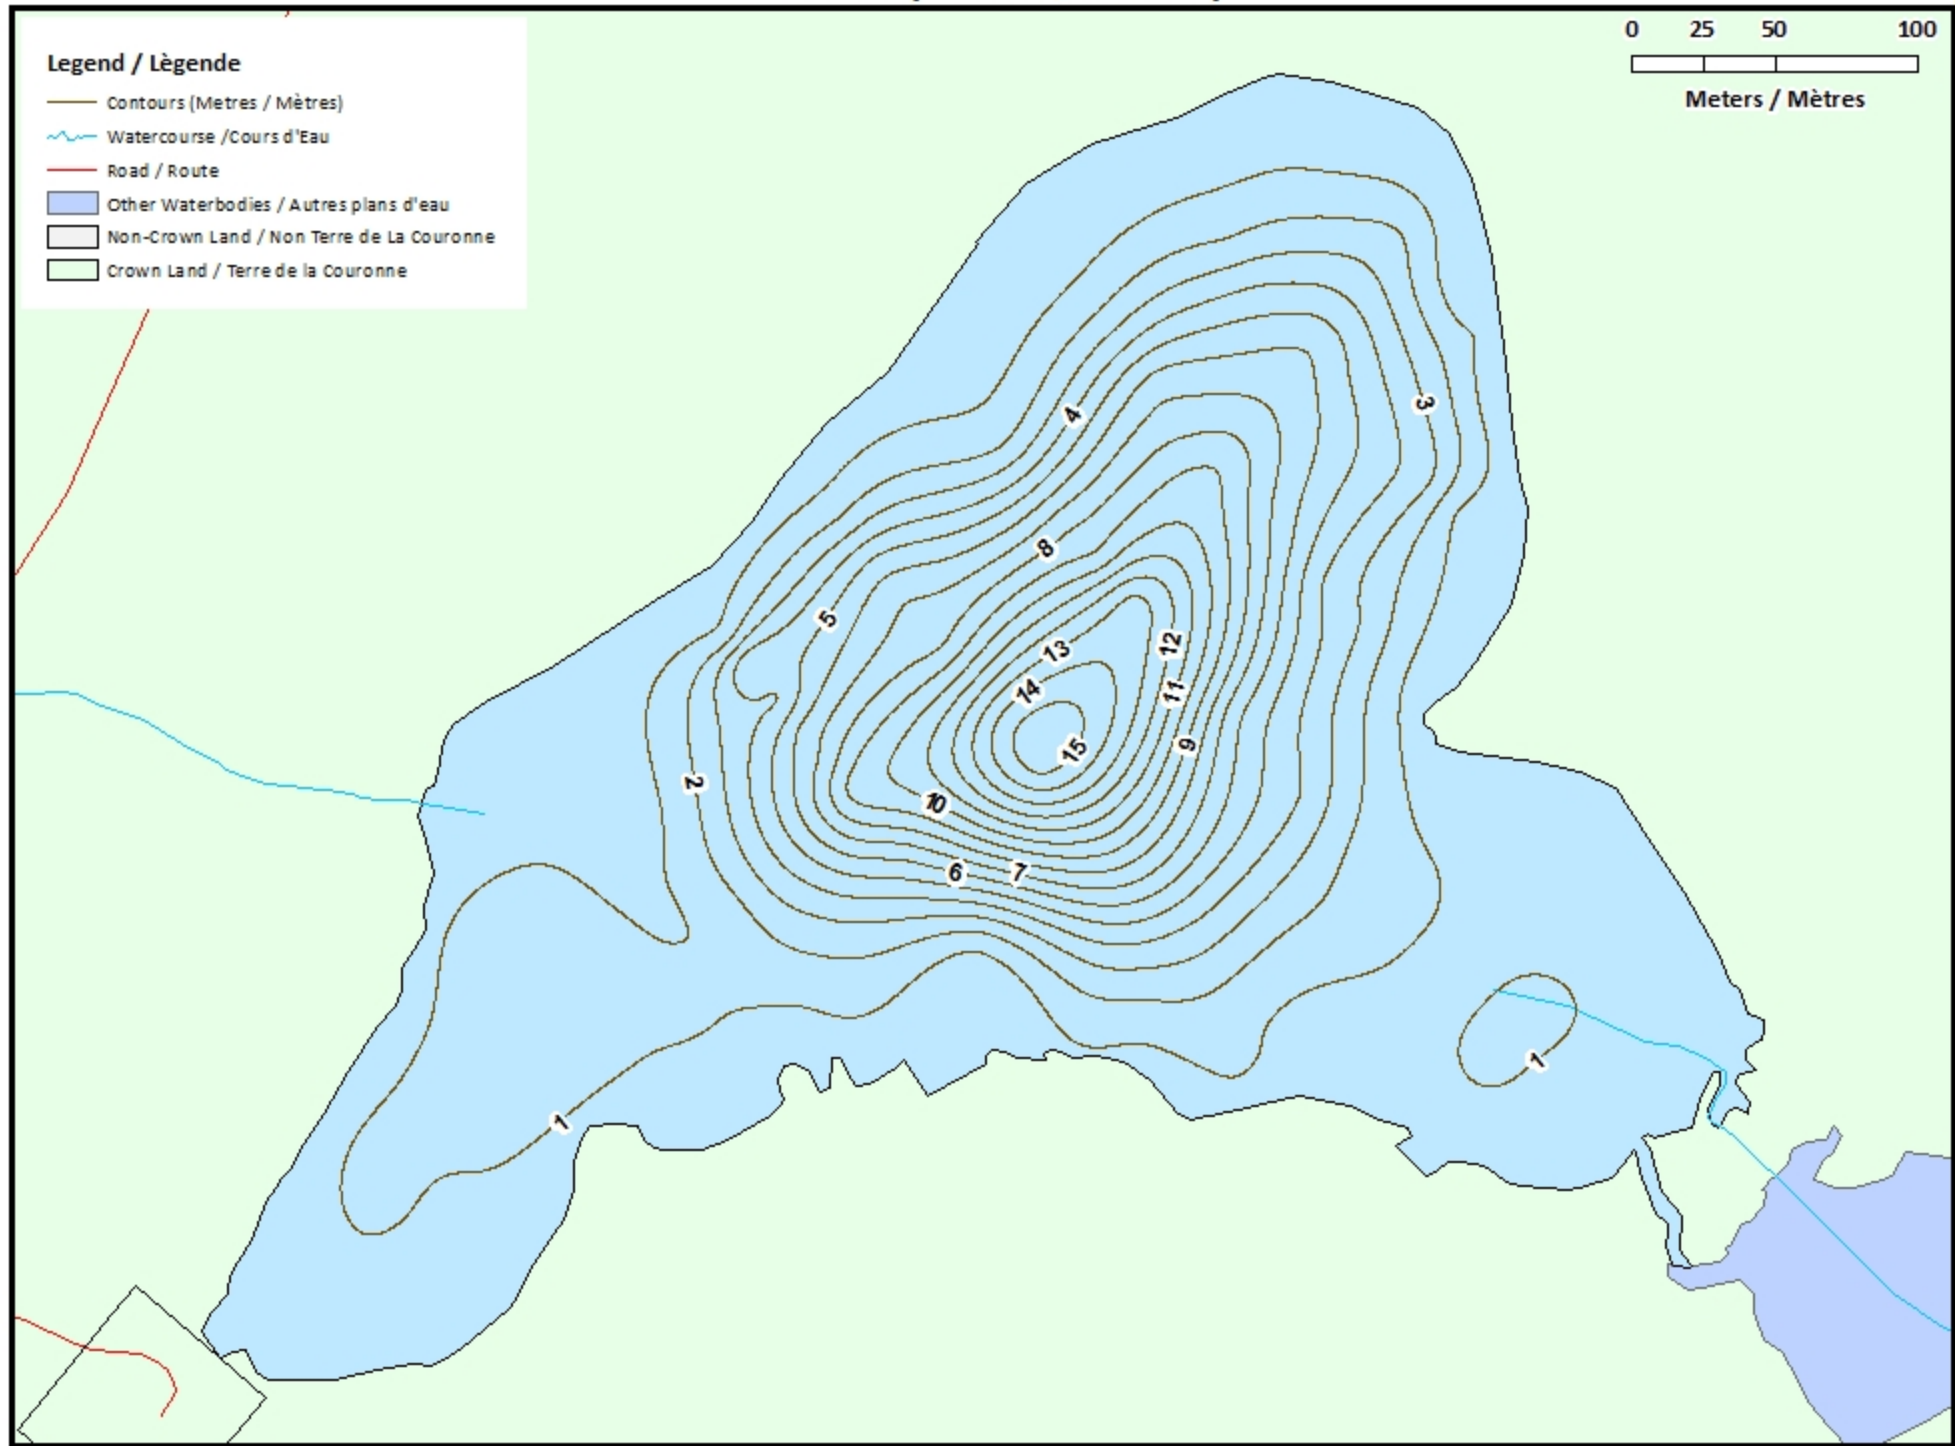 Legend / Lègende
Contours (Metres / Mètres)
Watercourse /Cours d'Eau
Road / Route
Other Waterbodies / Autres plans d'eau
Non-Crown Land / Non Terre de La Couronne
Crown Land / Terre de la Couronne
0 25 50 100
Meters / Mètres
3
4
8
5
12
13
14
11
9
15
2
10
6
7
1
1